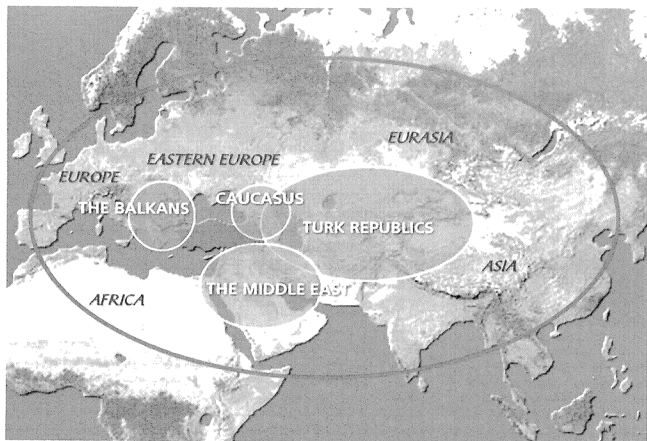 EURASIA
EASTERN EUROPE
EUROPE
CAUCASUS
THE BALKANS
TURK REPUBLICS
ASIA
THE MIDDLE EAST
AFRICA